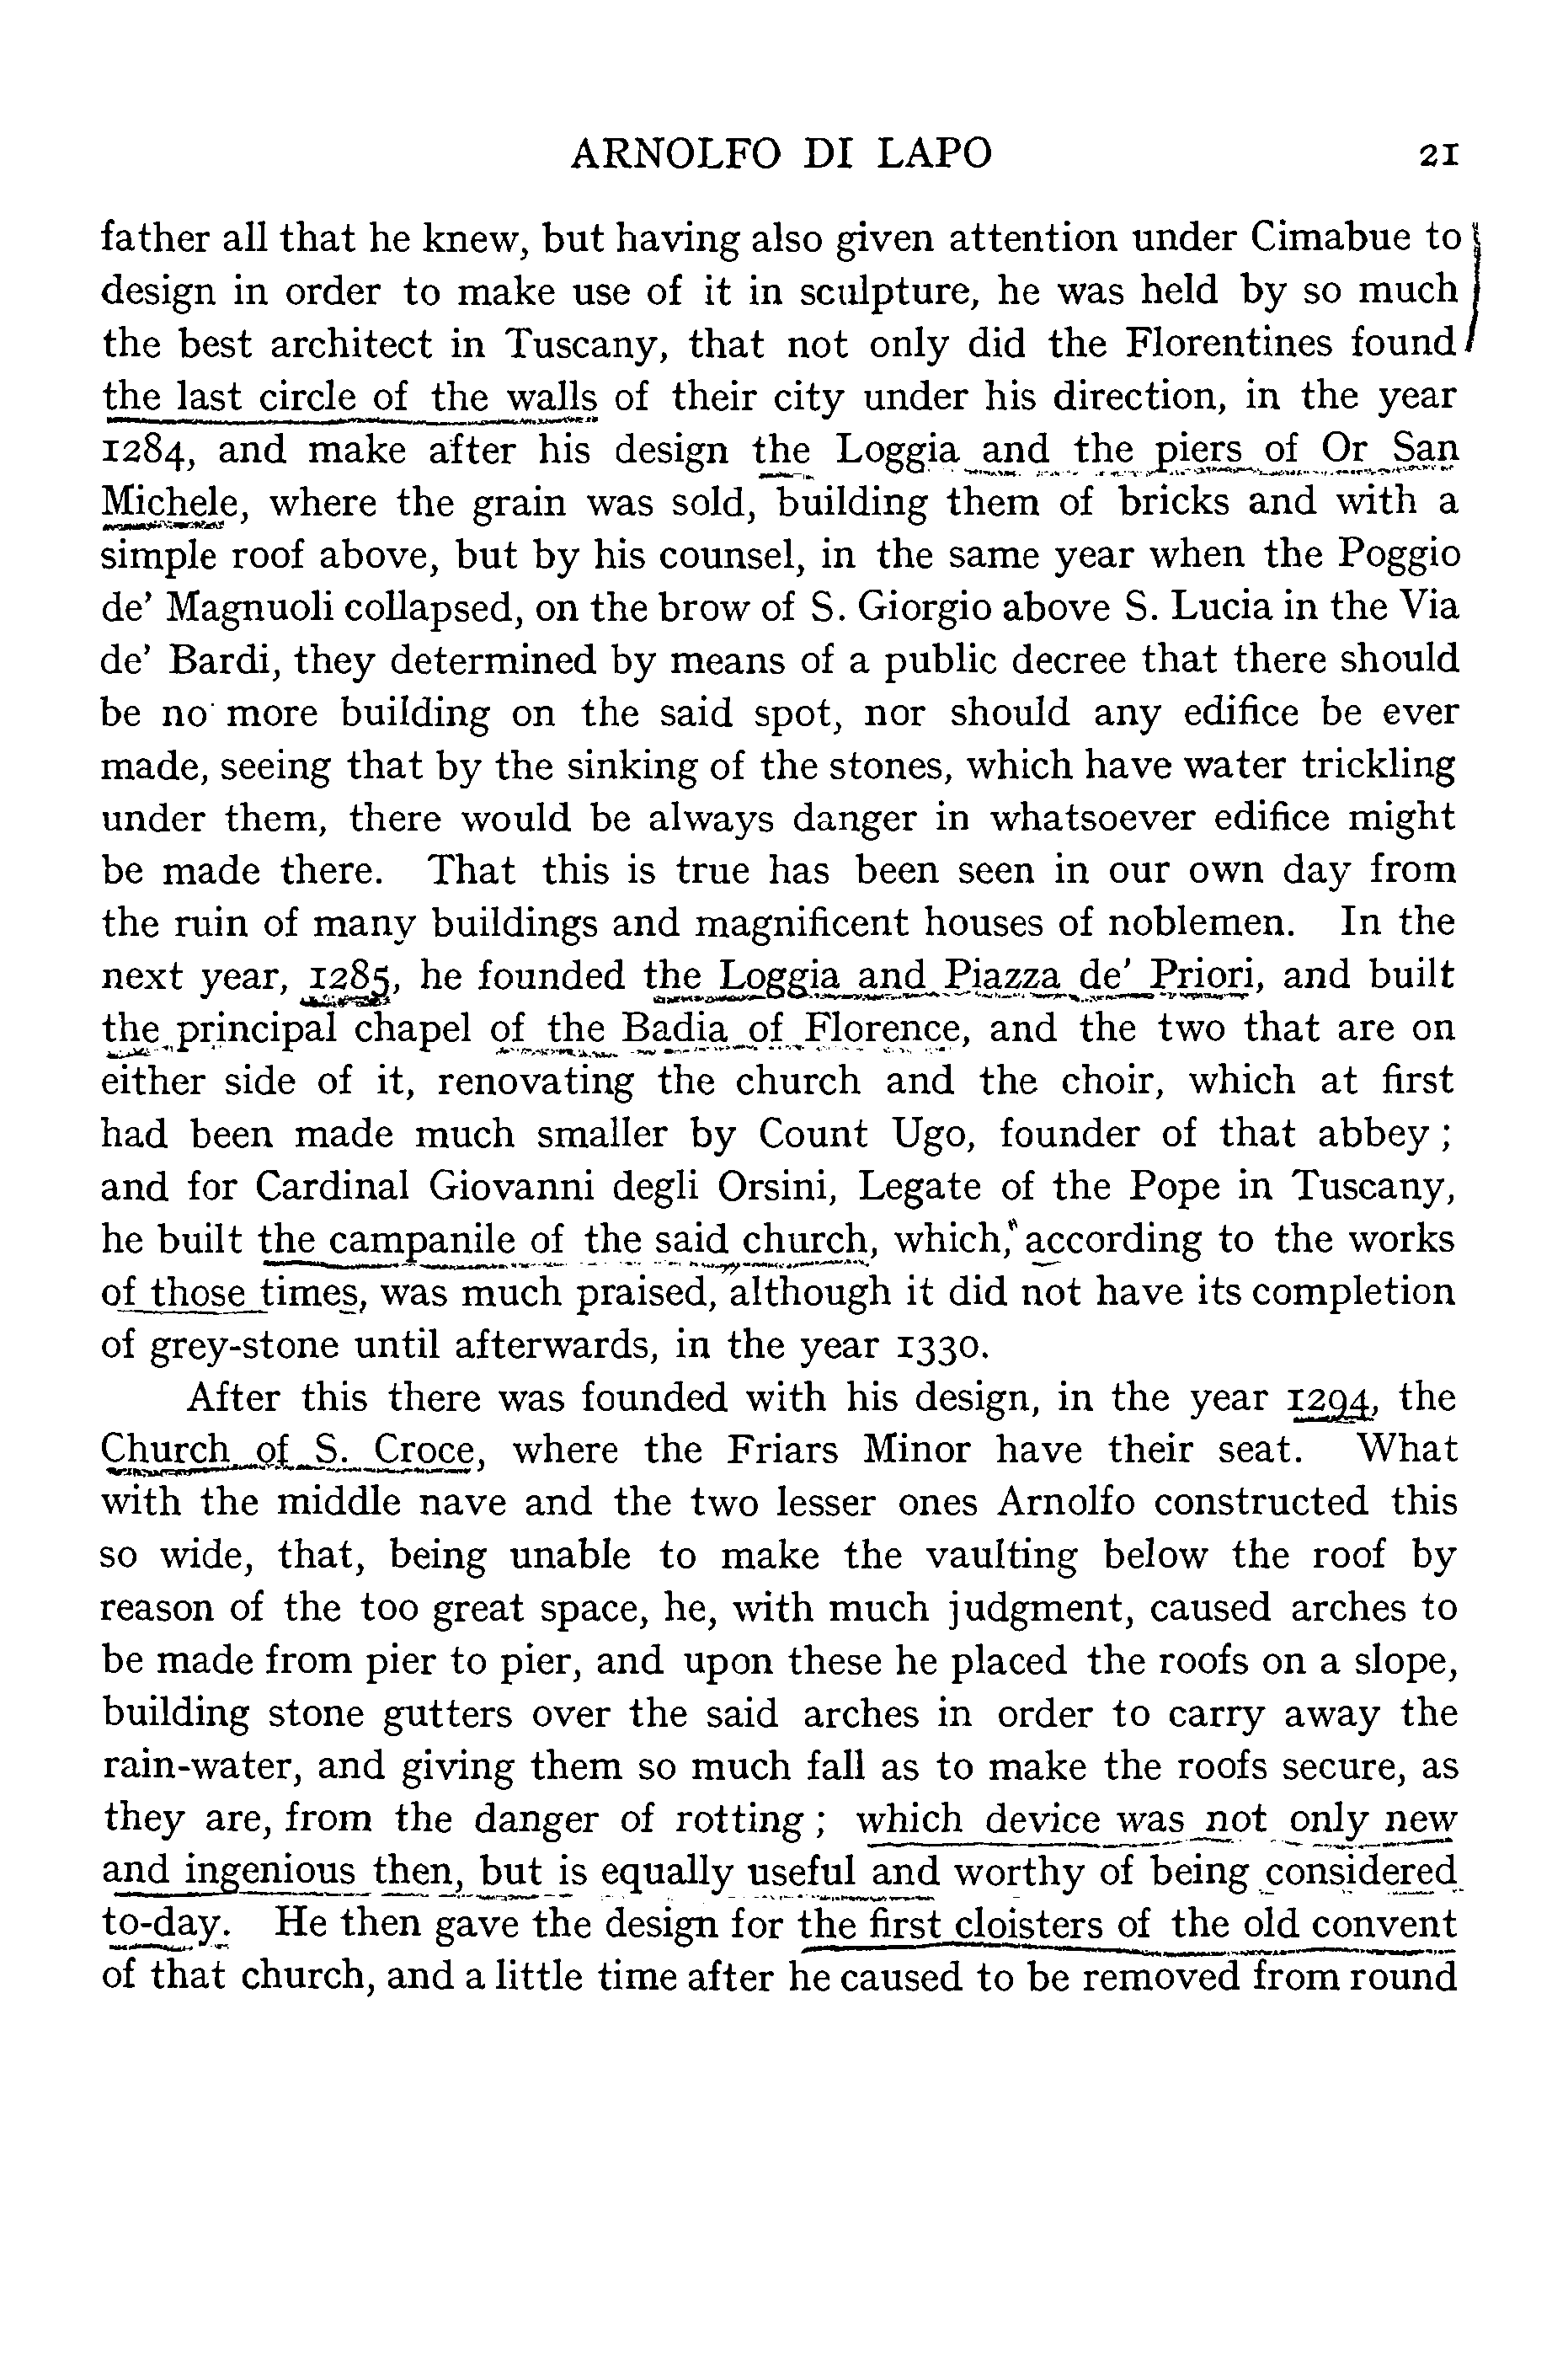 ARNOLFO DI LAPO 21
father all that he knew, but having also given attention under Cimabue to
design in order to make use of it in sculpture, he was held by so much
the best architect in Tuscany, that not only did the Florentines found
the last circle of the walls of their city under his direction, in the year
1284, and make after his design the Loggia and the piers of Or San
Michele, where the grain was sold, building them of bricks and with a
simple roof above, but by his counsel, in the same year when the Poggio
de' Magnuoli collapsed, on the brow of S. Giorgio above S. Lucia in the Via
de' Bardi, they determined by means of a public decree that there should
be no more building on the said spot, nor should any edifice be ever
made, seeing that by the sinking of the stones, which have water trickling
under them, there would be always danger in whatsoever edifice might
be made there. That this is true has been seen in our own day from
the ruin of many buildings and magnificent houses of noblemen. In the
next year, 1285, he founded the Loggia and Piazza de' Priori, and built
the principal chapel of the Badia of Florence, and the two that are on
either side of it, renovating the church and the choir, which at first
had been made much smaller by Count Ugo, founder of that abbey;
and for Cardinal Giovanni degli Orsini, Legate of the Pope in Tuscany,
he built the campanile of the said church, which, according to the works
of those times, was much praised, although it did not have its completion
of grey-stone until afterwards, in the year 1330.
After this there was founded with his design, in the year 1294, the
Church of S. Croce, where the Friars Minor have their seat. What
with the middle nave and the two lesser ones Arnolfo constructed this
so wide, that, being unable to make the vaulting below the roof by
reason of the too great space, he, with much judgment, caused arches to
be made from pier to pier, and upon these he placed the roofs on a slope,
building stone gutters over the said arches in order to carry away the
rain-water, and giving them so much fall as to make the roofs secure, as
they are, from the danger of rotting; which device was not only new
and ingenious then, but is equally useful and worthy of being considered
to-day. He then gave the design for the first cloisters of the old convent
of that church, and a little time after he caused to be removed from round